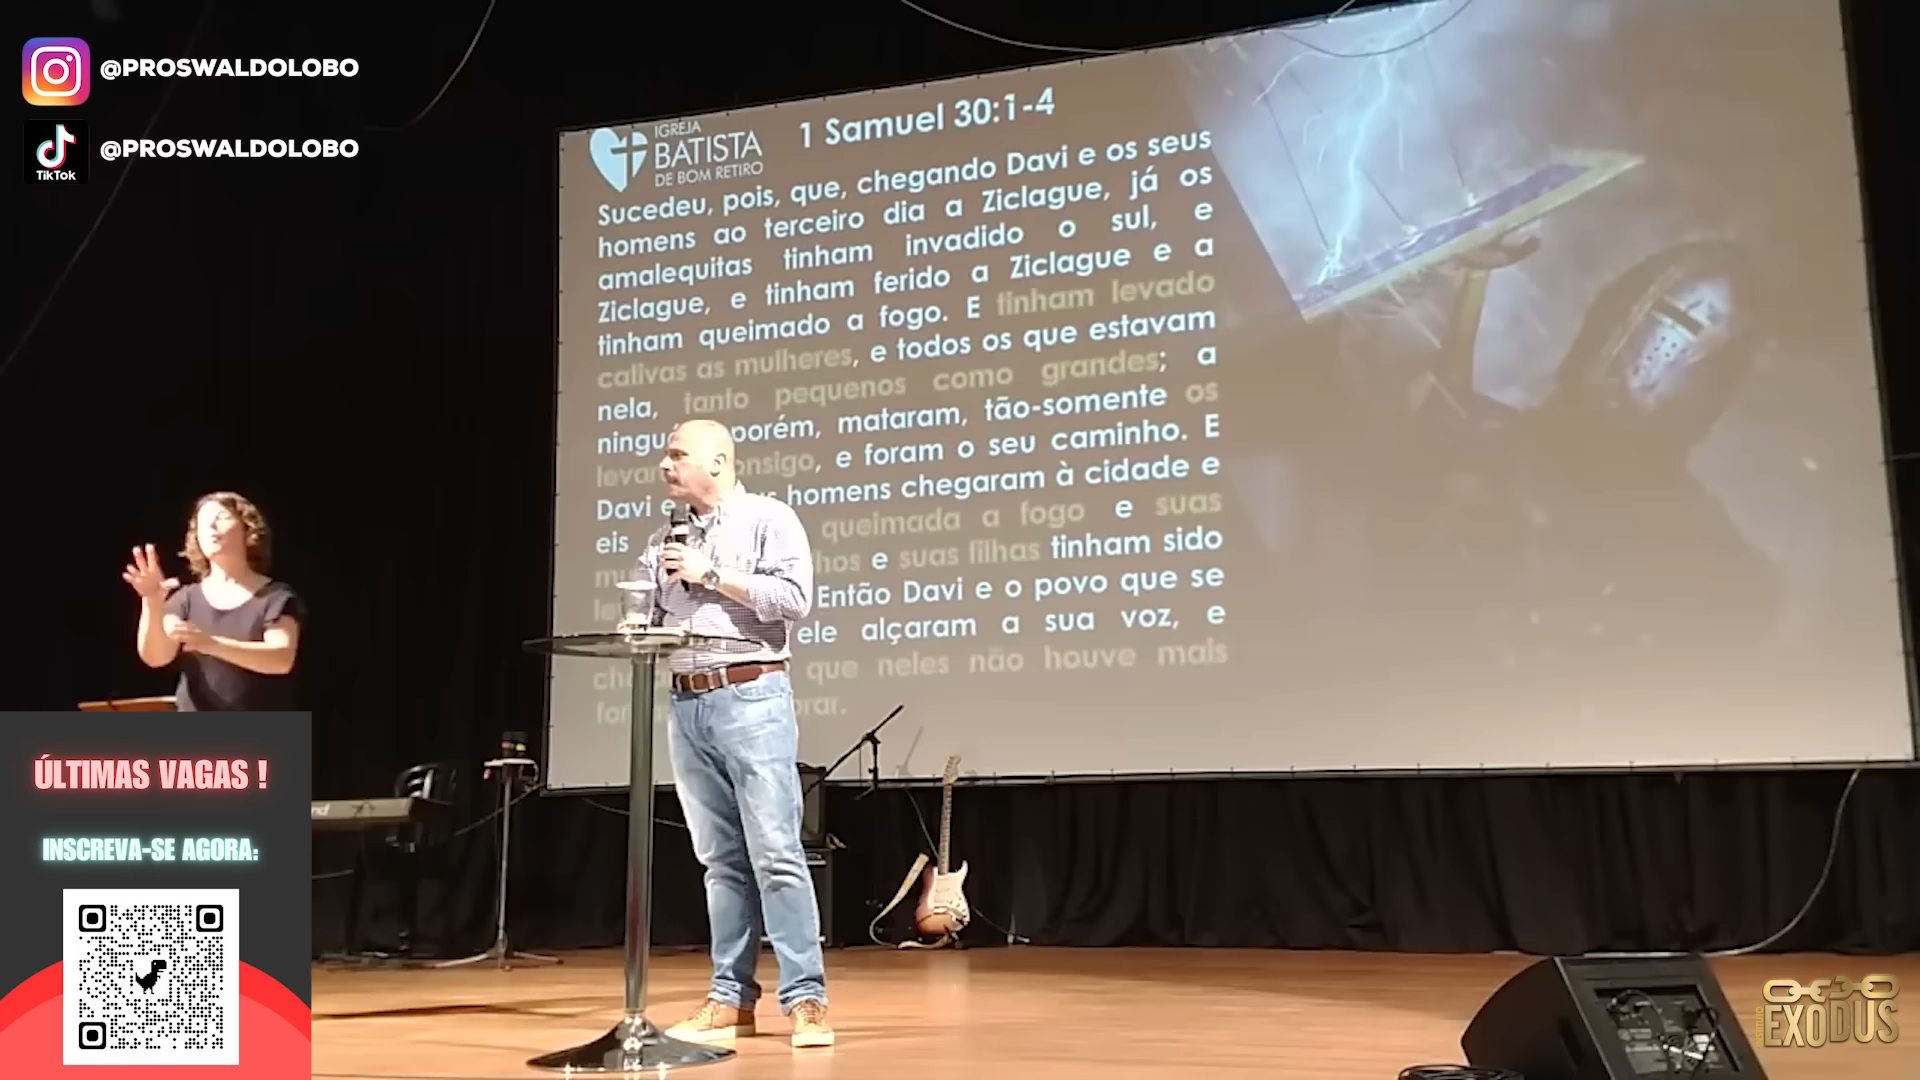 @PROSWALDOLOBO
TikTok
@PROSWALDOLOBO
IGREJA
BATISTA
DE BOM RETIRO
1 Samuel 30:1-4
Sucedeu, pois, que, chegando Davi e os seus
homens ao terceiro dia a Ziclague, já os
amalequitas tinham invadido o sul, e
Ziclague, e tinham ferido a Ziclague e a
tinham queimado a fogo. E tinham levado
cativas as mulheres, e todos os que estavam
nela, tanto pequenos como grandes; a
porém, mataram, tão-somente os
e foram o seu caminho. E
Davi e homens chegaram à cidade e
eis queimada a fogo e suas
e suas filhas tinham sido
Então Davi e o povo que se
ele alçaram a sua voz, e
que neles não houve mais
ÚLTIMAS VAGAS !
INSCREVA-SE AGORA:
EXODUS